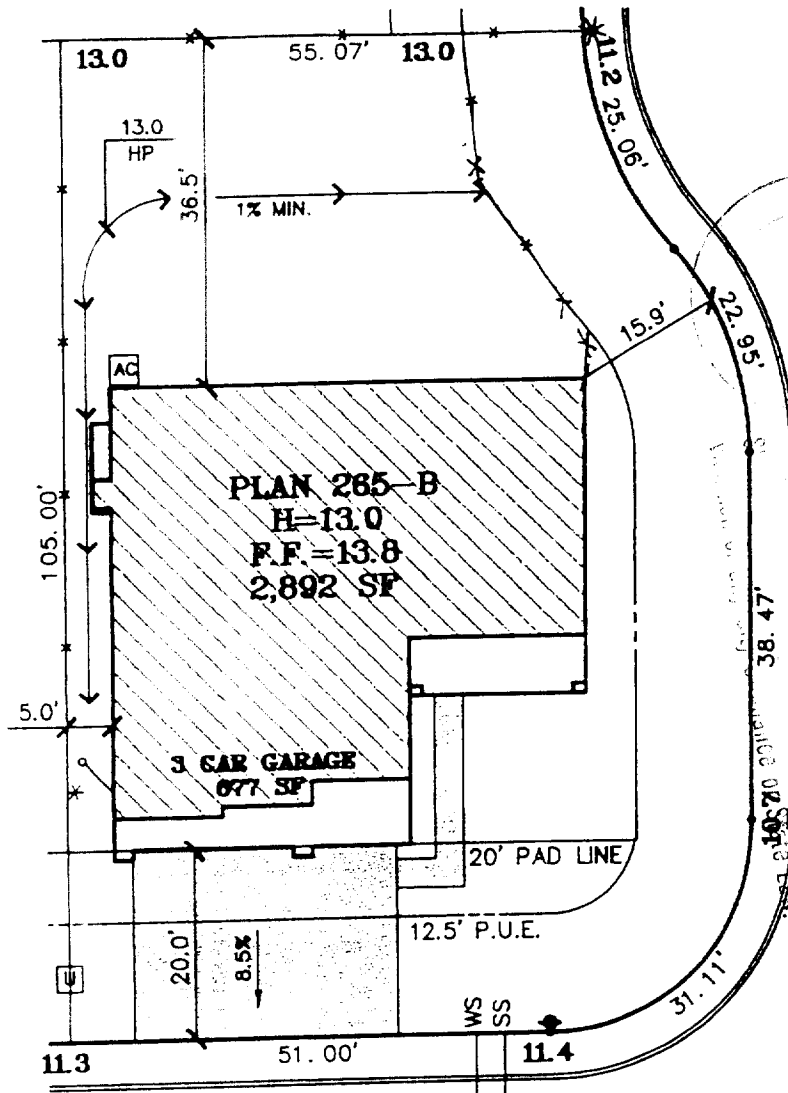 13.0
55.07'
13.0
11.2
25.06'
13.0
HP
36.5'
1% MIN.
15.9'
22.95'
AC
PLAN 265-B
H=13.0
F.F.=13.8
2,892 SF
105.00'
38.47'
5.0'
3 CAR GARAGE
677 SF
10.7
20' PAD LINE
12.5' P.U.E.
20.0'
8.5%
W
WS
SS
31.11'
11.3
51.00'
11.4